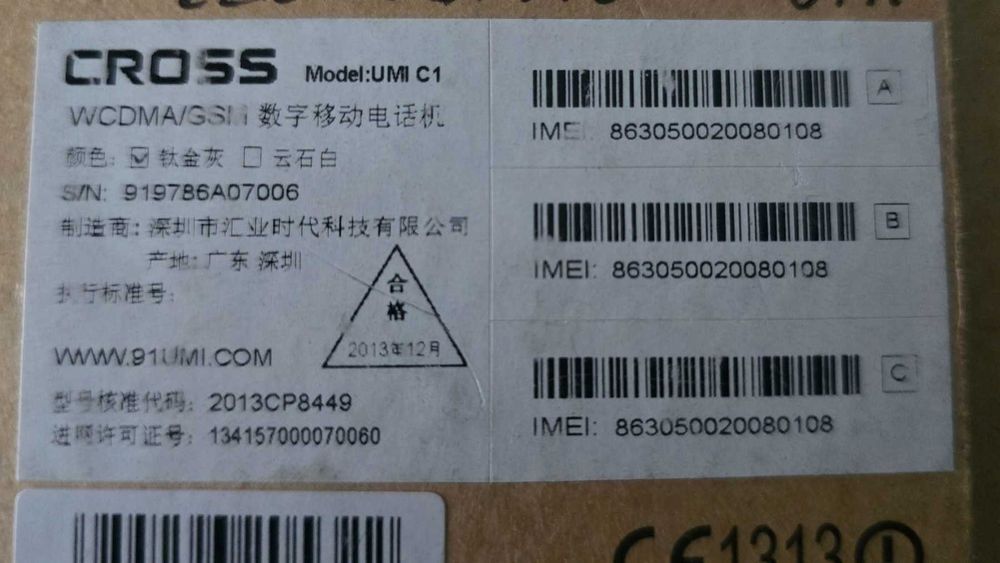 CROSS Model:UMI C1
WCDMA/GSM 数字移动电话机
颜色: ☑ 钛金灰 ☐ 云石白
S/N: 919786A07006
制造商: 深圳市汇业时代科技有限公司
产地: 广东 深圳
执行标准号:
合格
2013年12月
WWW.91UMI.COM
型号核准代码: 2013CP8449
进网许可证号: 134157000070060
A
IMEI: 863050020080108
B
IMEI: 863050020080108
C
IMEI: 863050020080108
CE1313